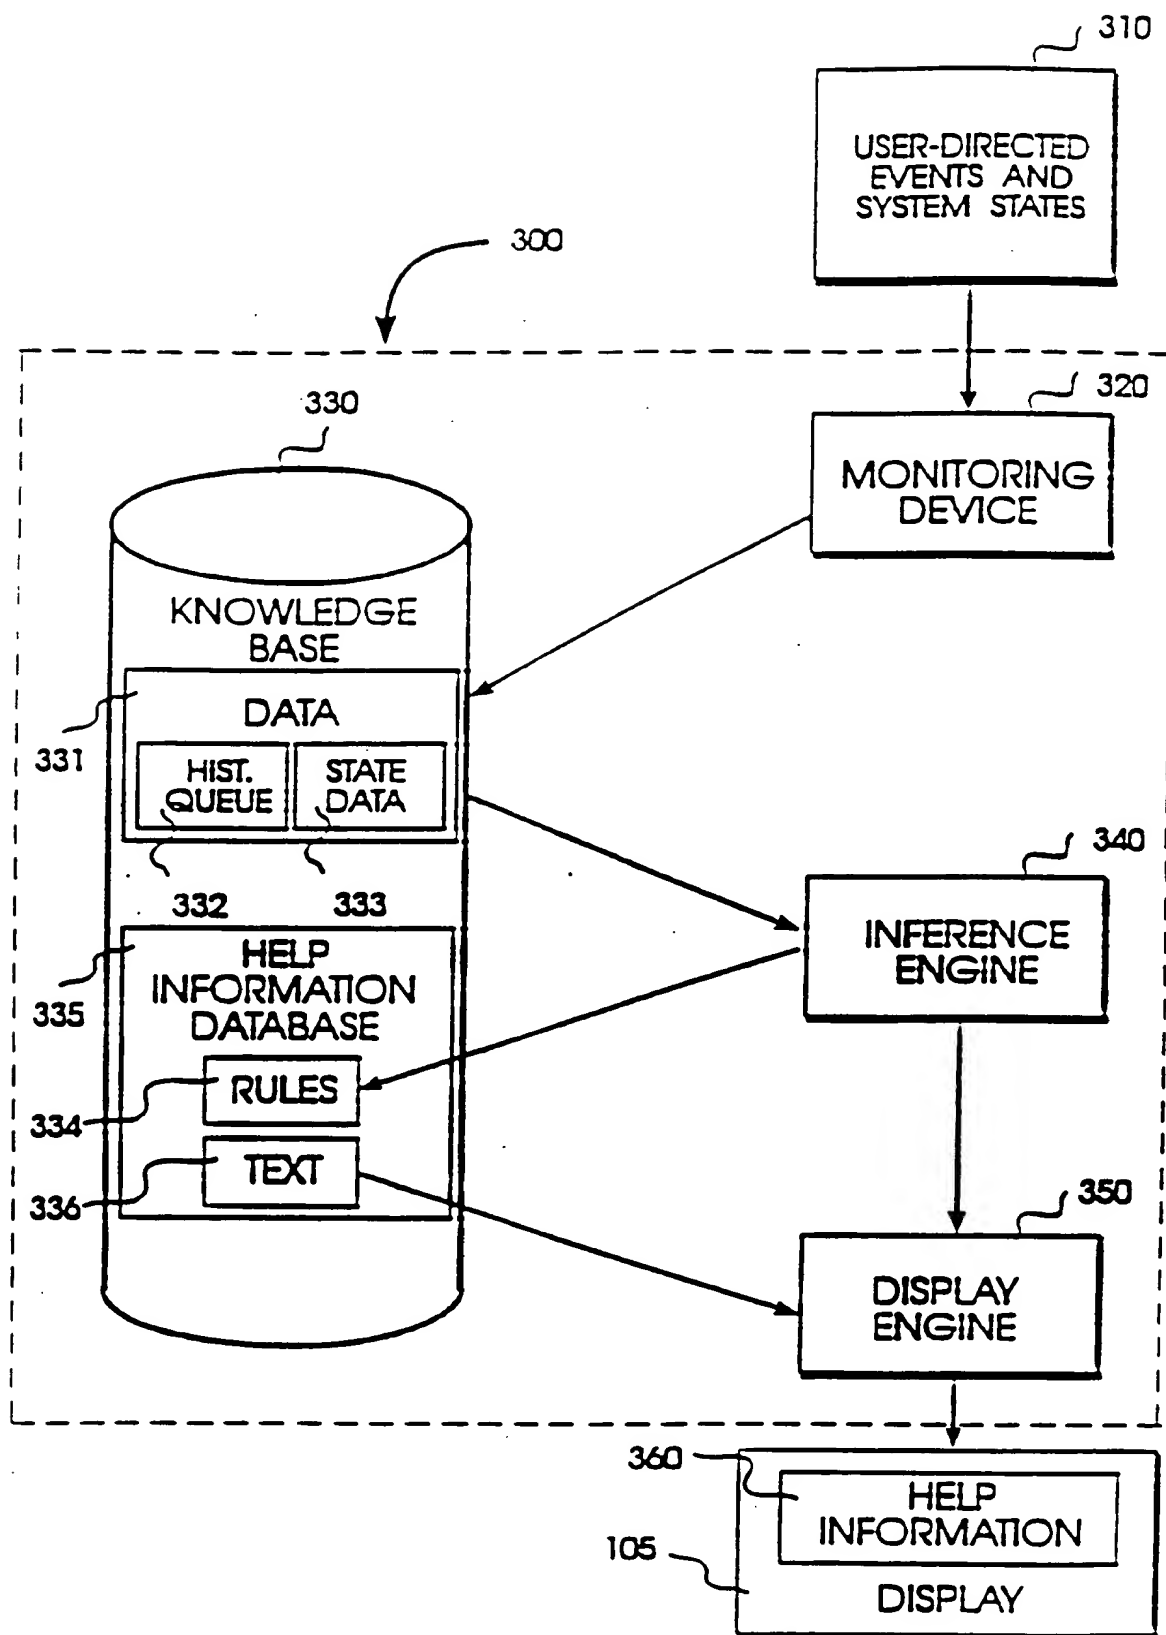 310
USER-DIRECTED
EVENTS AND
SYSTEM STATES
300
320
MONITORING
DEVICE
330
KNOWLEDGE
BASE
DATA
331
HIST.
QUEUE
STATE
DATA
332
333
340
INFERENCE
ENGINE
HELP
INFORMATION
DATABASE
335
RULES
334
TEXT
336
350
DISPLAY
ENGINE
360
HELP
INFORMATION
105
DISPLAY